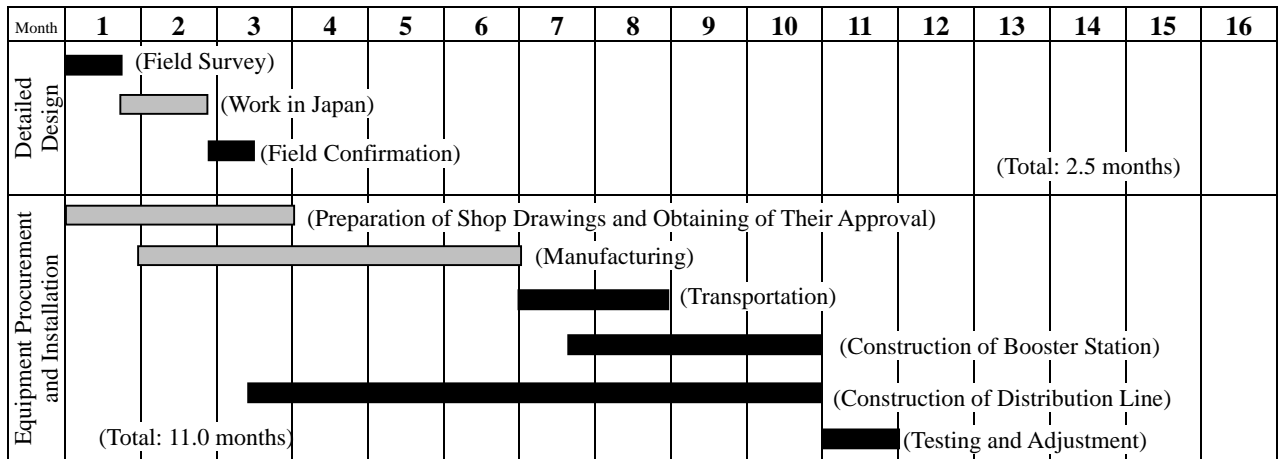 Month 1 2 3 4 5 6 7 8 9 10 11 12 13 14 15 16
Detailed
Design
(Field Survey)
(Work in Japan)
(Field Confirmation)
(Total: 2.5 months)
Equipment Procurement
and Installation
(Preparation of Shop Drawings and Obtaining of Their Approval)
(Manufacturing)
(Transportation)
(Construction of Booster Station)
(Construction of Distribution Line)
(Total: 11.0 months)
(Testing and Adjustment)